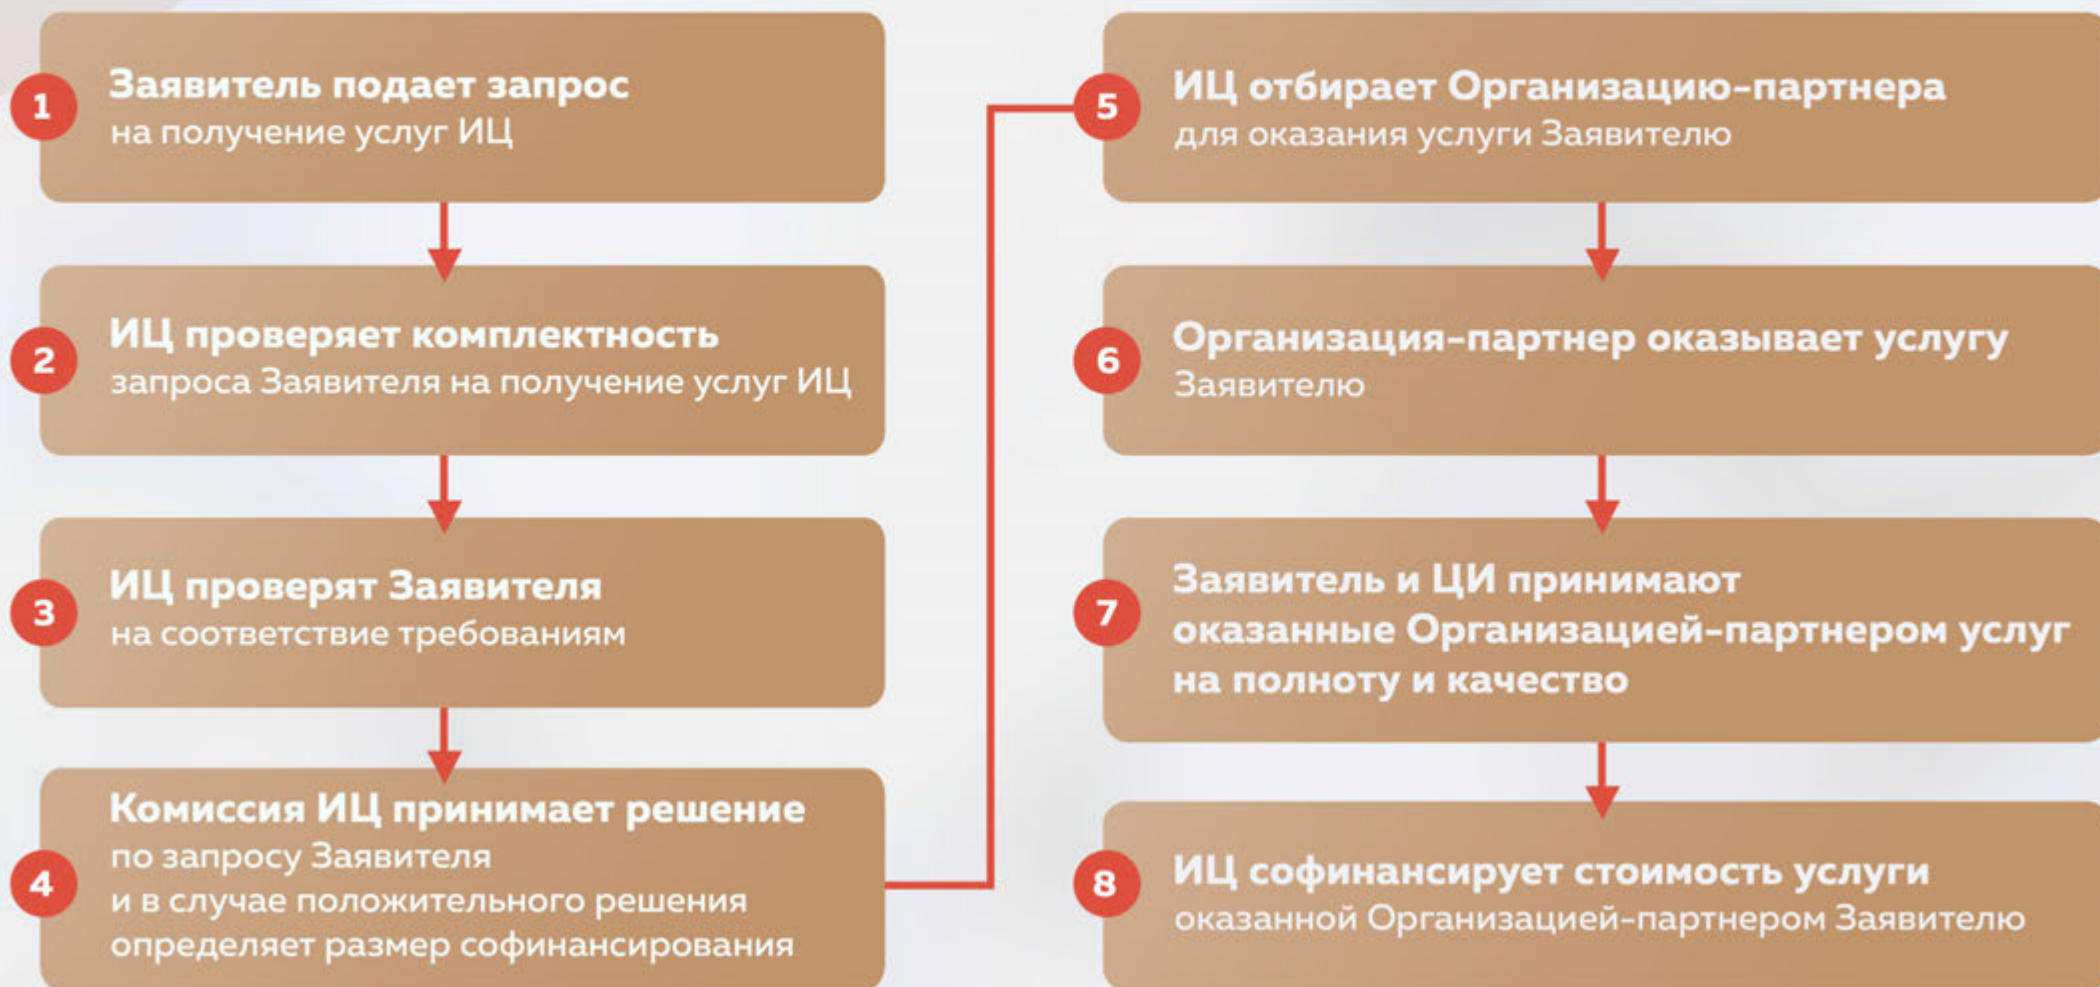 1
Заявитель подает запрос
на получение услуг ИЦ
2
ИЦ проверяет комплектность
запроса Заявителя на получение услуг ИЦ
3
ИЦ проверят Заявителя
на соответствие требованиям
4
Комиссия ИЦ принимает решение
по запросу Заявителя
и в случае положительного решения
определяет размер софинансирования
5
ИЦ отбирает Организацию-партнера
для оказания услуги Заявителю
6
Организация-партнер оказывает услугу
Заявителю
7
Заявитель и ЦИ принимают
оказанные Организацией-партнером услуг
на полноту и качество
8
ИЦ софинансирует стоимость услуги
оказанной Организацией-партнером Заявителю